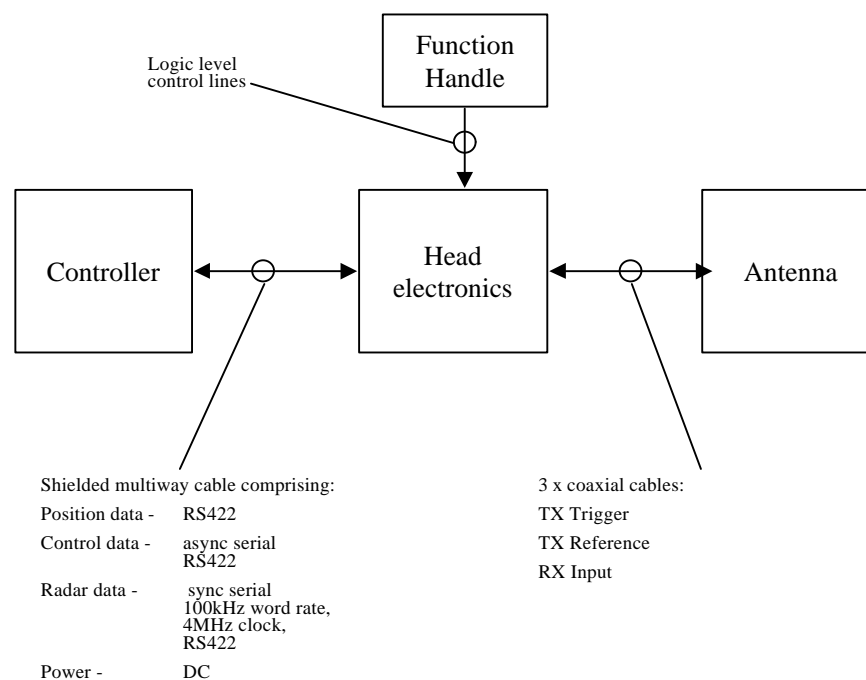 Function
Handle
Logic level
control lines
Controller
Head
electronics
Antenna
Shielded multiway cable comprising:
Position data - RS422
Control data - async serial
RS422
Radar data - sync serial
100kHz word rate,
4MHz clock,
RS422
Power - DC
3 x coaxial cables:
TX Trigger
TX Reference
RX Input